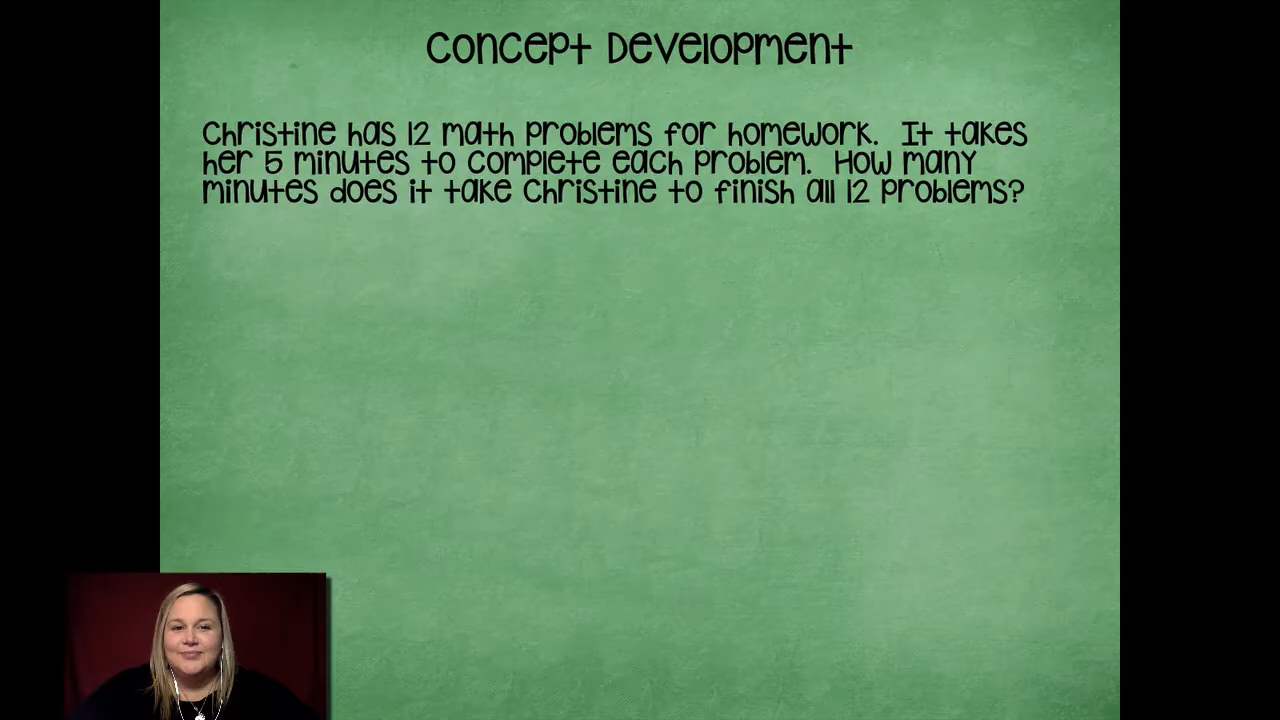 Concept Development
Christine has 12 math problems for homework. It takes
her 5 minutes to complete each problem. How many
minutes does it take Christine to finish all 12 problems?